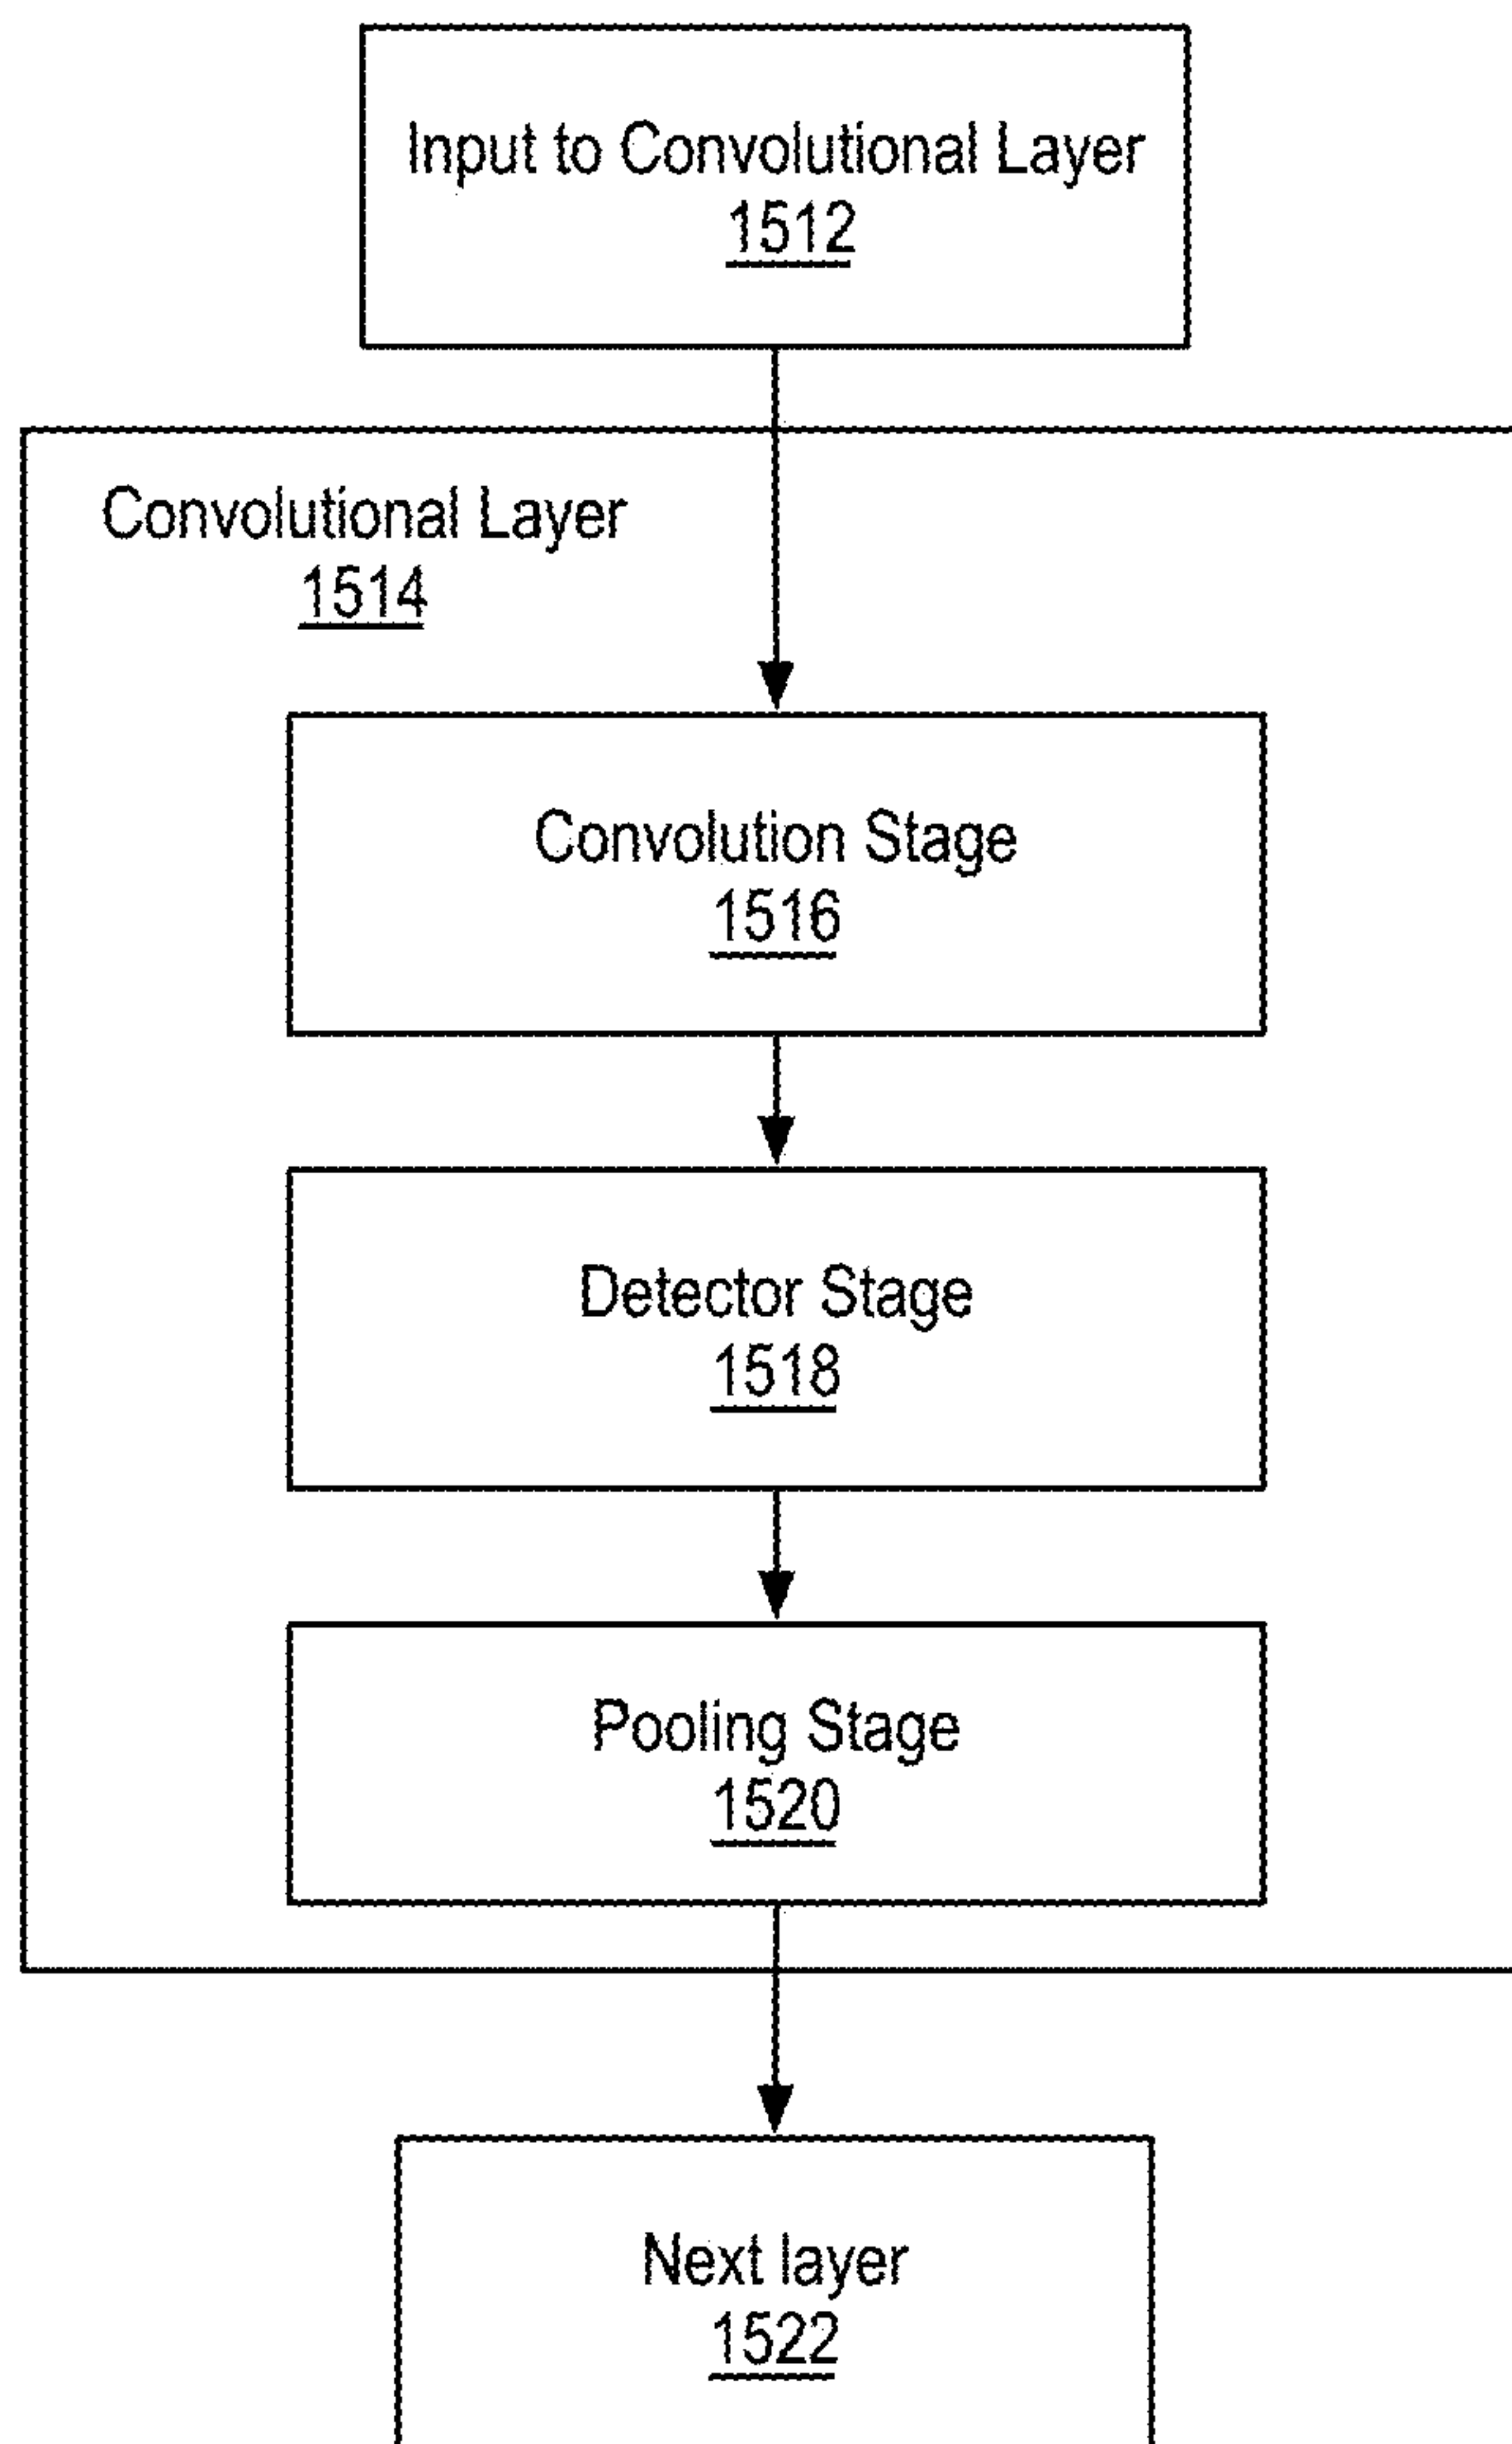 Input to Convolutional Layer
1512
Convolutional Layer
1514
Convolution Stage
1516
Detector Stage
1518
Pooling Stage
1520
Next layer
1522